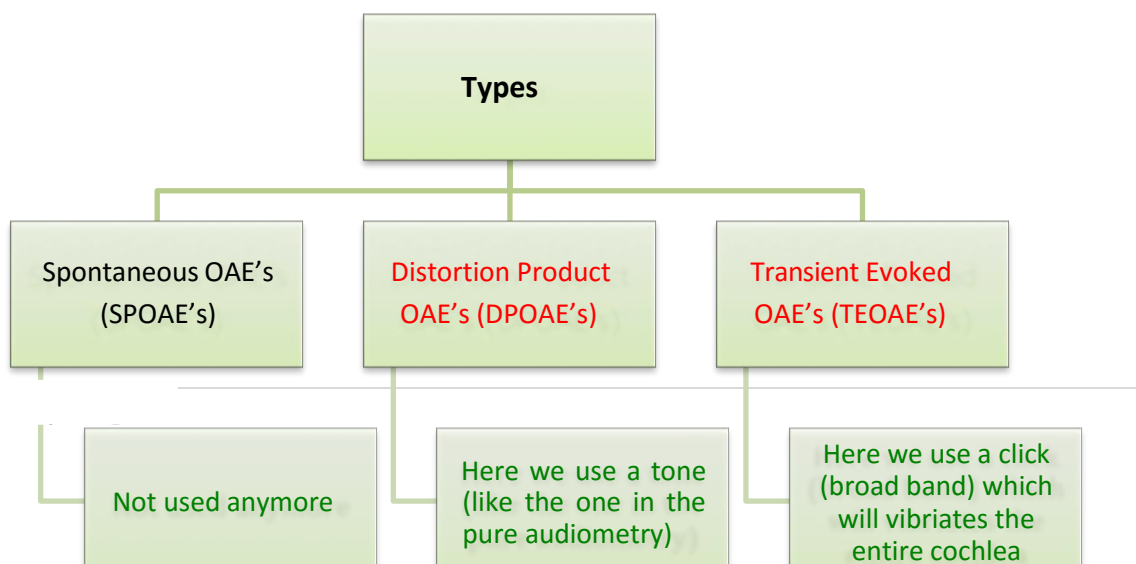 Types
Spontaneous OAE’s
(SPOAE’s)
Distortion Product
OAE’s (DPOAE’s)
Transient Evoked
OAE’s (TEOAE’s)
Not used anymore
Here we use a tone
(like the one in the
pure audiometry)
Here we use a click
(broad band) which
will vibriates the
entire cochlea